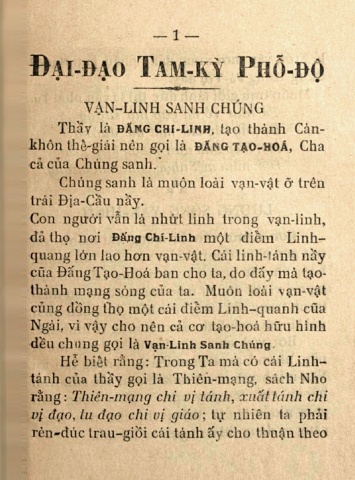 — 1 —
ĐẠI-ĐẠO TAM-KỲ PHỔ-ĐỘ
VẠN-LINH SANH CHÚNG
Thầy là ĐẤNG CHÍ-LINH, tạo thành Càn-
khôn thế-giái nên gọi là ĐẤNG TẠO-HOÁ, Cha
cả của Chúng sanh.
Chúng sanh là muôn loài vạn-vật ở trên
trái Địa-Cầu nầy.
Con người vẫn là nhứt linh trong vạn-linh,
đã thọ nơi Đấng Chí-Linh một điểm Linh-
quang lớn lao hơn vạn-vật. Cái linh-tánh nầy
của Đấng Tạo-Hoá ban cho ta, do đấy mà tạo-
thành mạng sống của ta. Muôn loài vạn-vật
củng đồng thọ một cái điểm Linh-quanh của
Ngài, vì vậy cho nên cả cơ tạo-hoá hữu hình
đều chung gọi là Vạn-Linh Sanh Chúng.
Hễ biết rằng: Trong Ta mà có cái Linh-
tánh của thầy gọi là Thiên-mạng, sách Nho
rằng: Thiên-mạng chi vị tánh, xuất tánh chi
vị đạo, tu đạo chi vị giáo; tự nhiên ta phải
rèn-đúc trau-giồi cái tánh ấy cho thuận theo